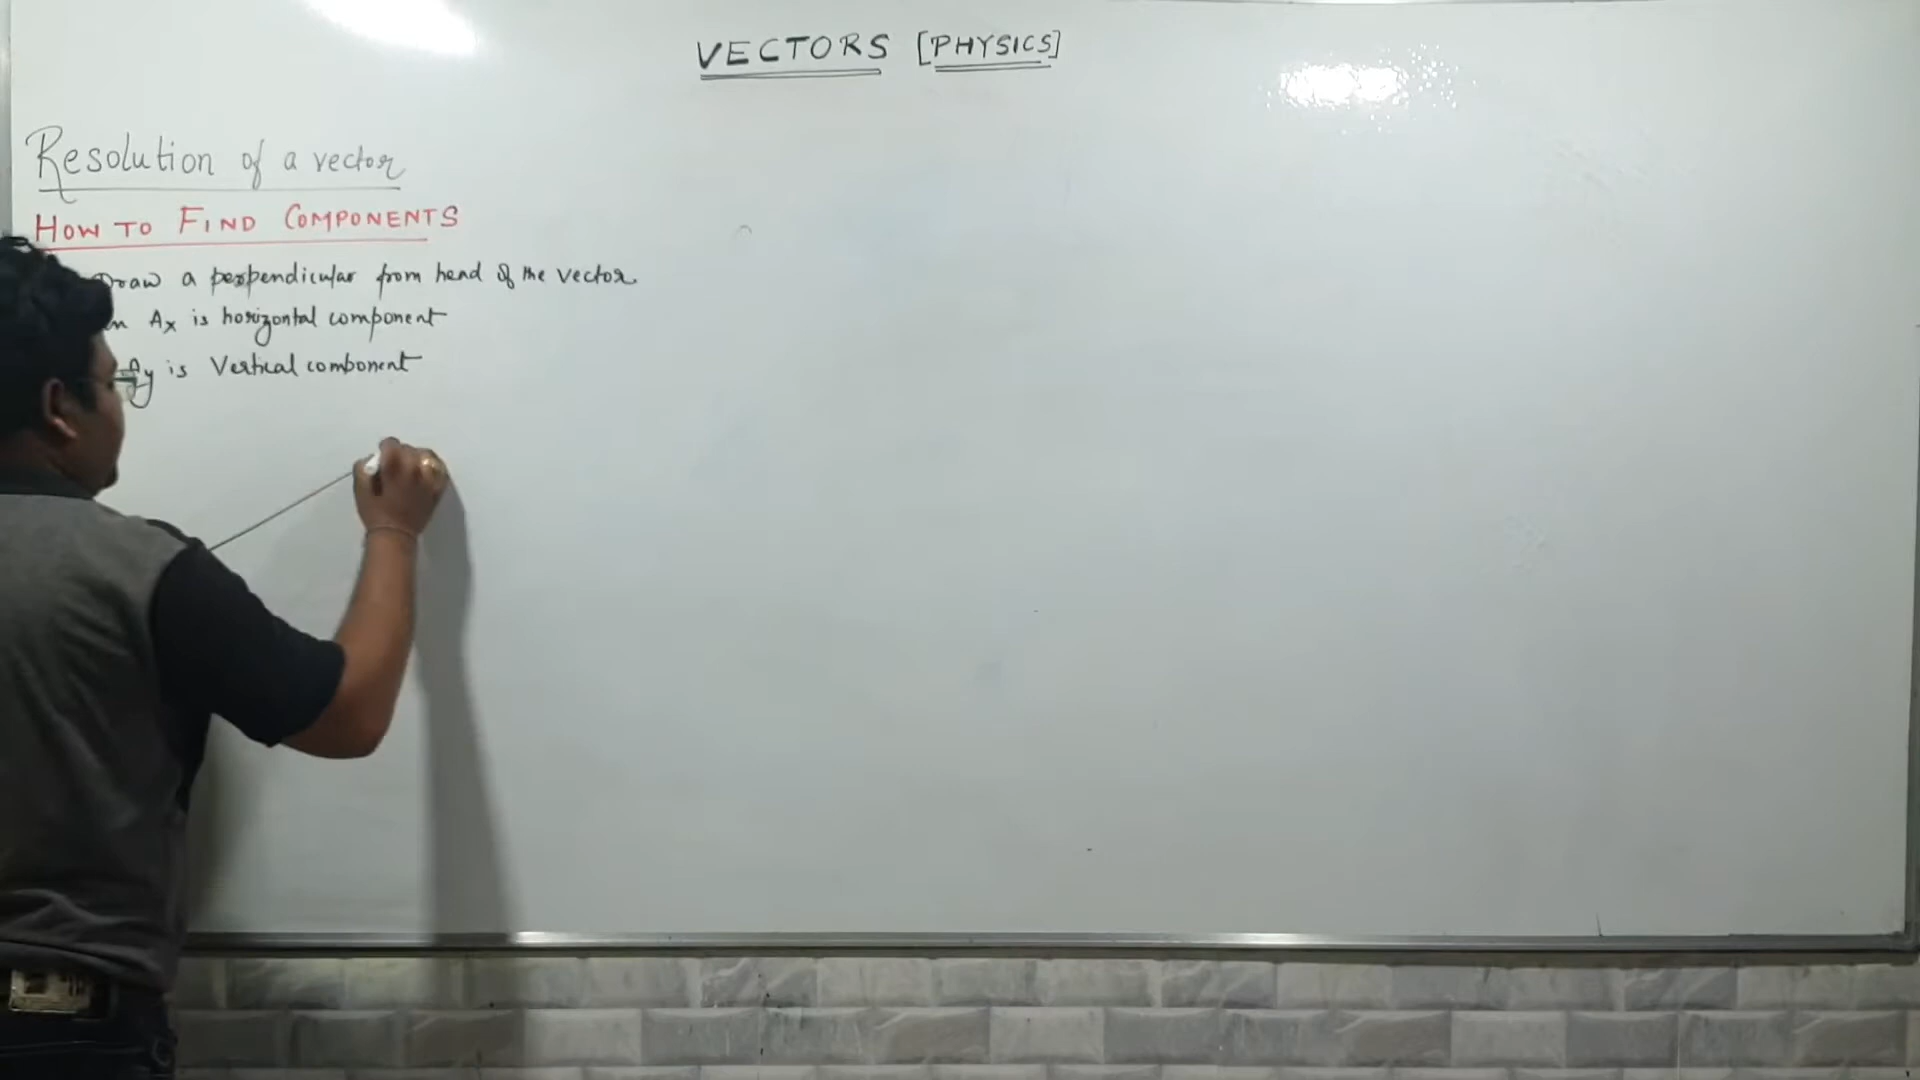 VECTORS [PHYSICS]
Resolution of a vector
HOW TO FIND COMPONENTS
Draw a perpendicular from head of the vector.
Ax is horizontal component
Ay is Vertical component